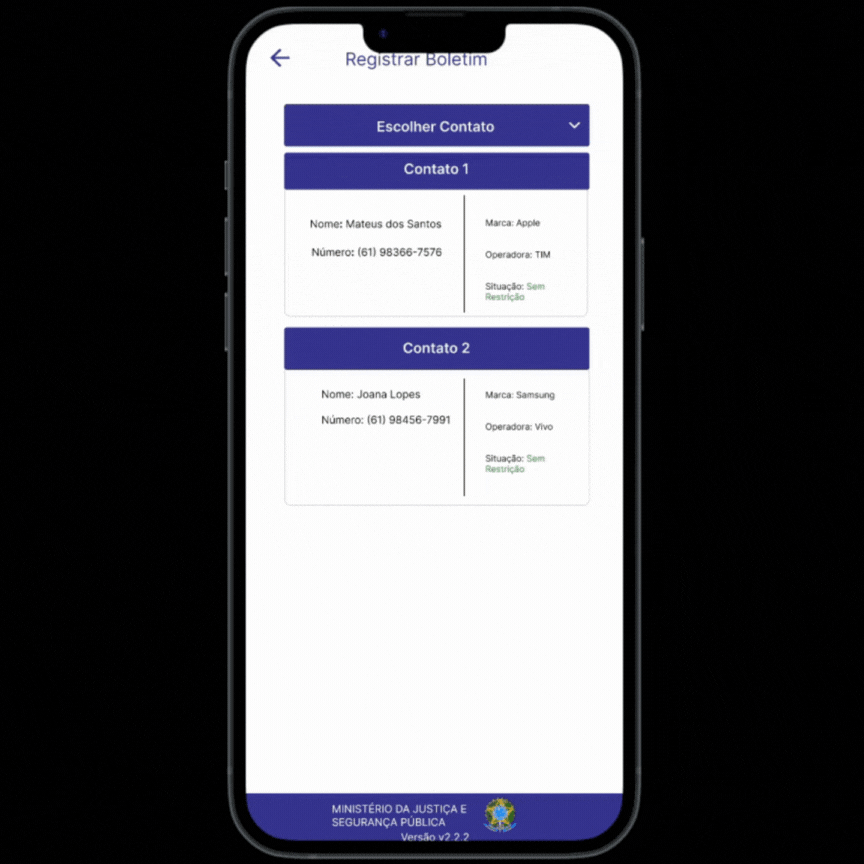 Registrar Boletim
Escolher Contato
Contato 1
Nome: Mateus dos Santos
Número: (61) 98366-7576
Marca: Apple
Operadora: TIM
Situação: Sem
Restrição
Contato 2
Nome: Joana Lopes
Número: (61) 98456-7991
Marca: Samsung
Operadora: Vivo
Situação: Sem
Restrição
MINISTÉRIO DA JUSTIÇA E
SEGURANÇA PÚBLICA
Versão v2.2.2